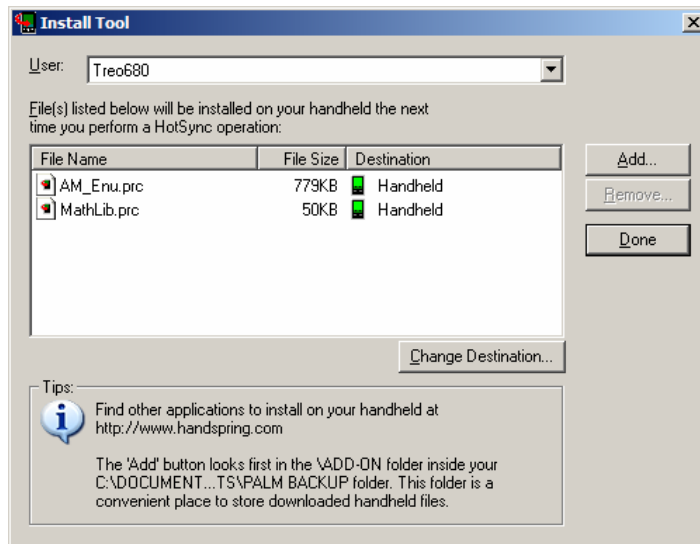 Install Tool
User: Treo680
File(s) listed below will be installed on your handheld the next
time you perform a HotSync operation:
File Name File Size Destination
AM_Enu.prc 779KB Handheld
MathLib.prc 50KB Handheld
Add...
Remove...
Done
Change Destination...
Tips:
Find other applications to install on your handheld at
http://www.handspring.com
The 'Add' button looks first in the \ADD-ON folder inside your
C:\DOCUMENT...TS\PALM BACKUP folder. This folder is a
convenient place to store downloaded handheld files.